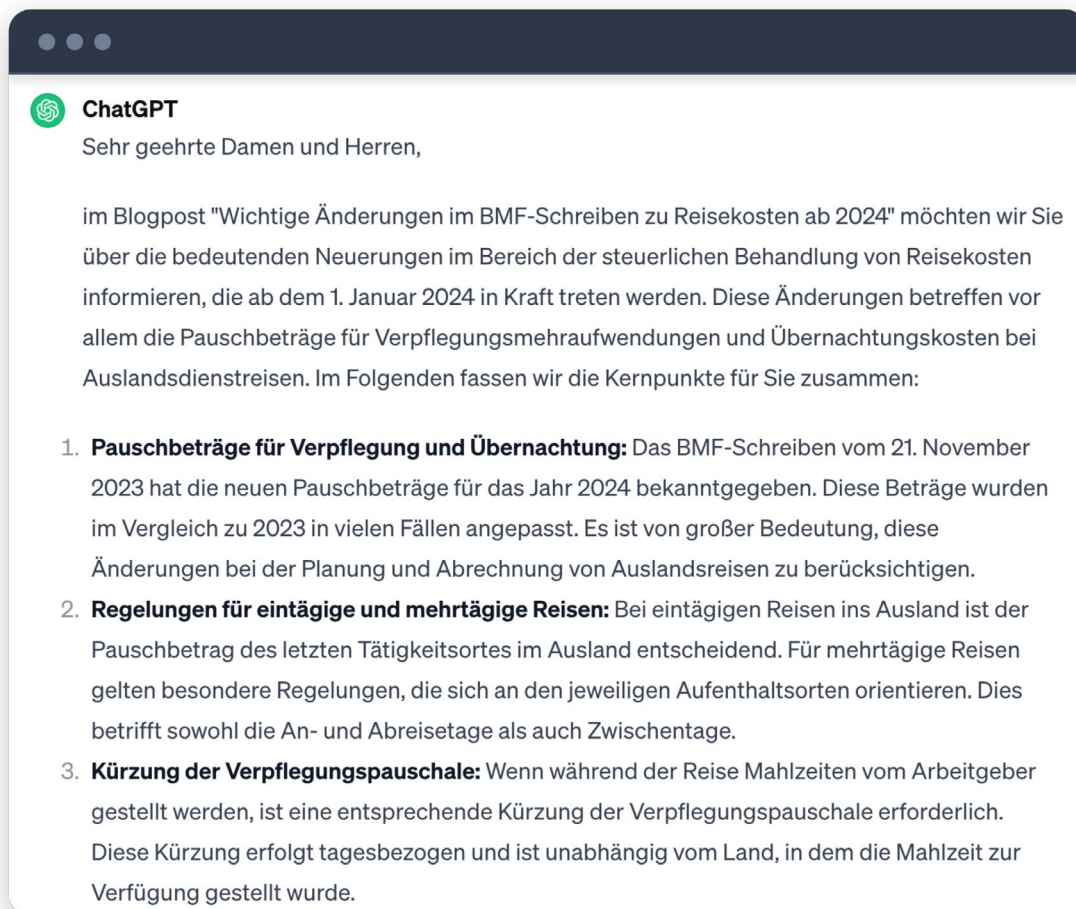 ChatGPT
Sehr geehrte Damen und Herren,
im Blogpost "Wichtige Änderungen im BMF-Schreiben zu Reisekosten ab 2024" möchten wir Sie
über die bedeutenden Neuerungen im Bereich der steuerlichen Behandlung von Reisekosten
informieren, die ab dem 1. Januar 2024 in Kraft treten werden. Diese Änderungen betreffen vor
allem die Pauschbeträge für Verpflegungsmehraufwendungen und Übernachtungskosten bei
Auslandsdienstreisen. Im Folgenden fassen wir die Kernpunkte für Sie zusammen:
1. Pauschbeträge für Verpflegung und Übernachtung: Das BMF-Schreiben vom 21. November
2023 hat die neuen Pauschbeträge für das Jahr 2024 bekanntgegeben. Diese Beträge wurden
im Vergleich zu 2023 in vielen Fällen angepasst. Es ist von großer Bedeutung, diese
Änderungen bei der Planung und Abrechnung von Auslandsreisen zu berücksichtigen.
2. Regelungen für eintägige und mehrtägige Reisen: Bei eintägigen Reisen ins Ausland ist der
Pauschbetrag des letzten Tätigkeitsortes im Ausland entscheidend. Für mehrtägige Reisen
gelten besondere Regelungen, die sich an den jeweiligen Aufenthaltsorten orientieren. Dies
betrifft sowohl die An- und Abreisetage als auch Zwischentage.
3. Kürzung der Verpflegungspauschale: Wenn während der Reise Mahlzeiten vom Arbeitgeber
gestellt werden, ist eine entsprechende Kürzung der Verpflegungspauschale erforderlich.
Diese Kürzung erfolgt tagesbezogen und ist unabhängig vom Land, in dem die Mahlzeit zur
Verfügung gestellt wurde.